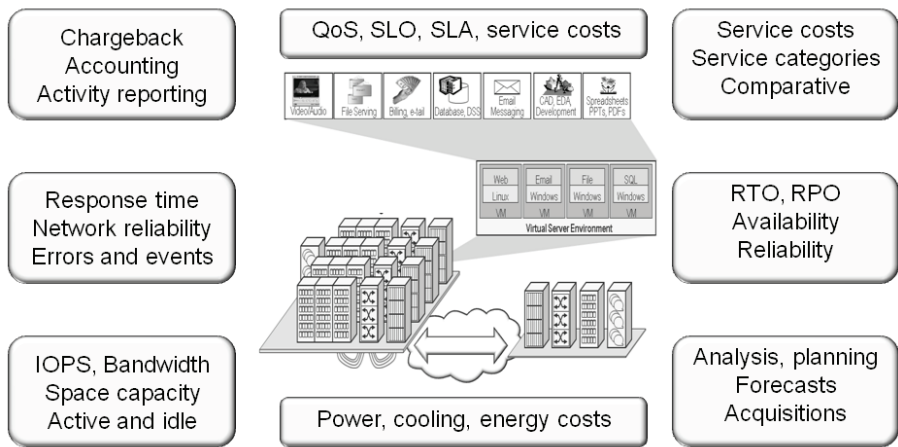 Chargeback
Accounting
Activity reporting
QoS, SLO, SLA, service costs
Service costs
Service categories
Comparative
Video/Audio
File Serving
Billing, e-tail
Database, DSS
Email
Messaging
CAD, EDA,
Development
Spreadsheets
PPTs, PDFs
Response time
Network reliability
Errors and events
Web
Linux
VM
Email
Windows
VM
File
Windows
VM
SQL
Windows
VM
Virtual Server Environment
RTO, RPO
Availability
Reliability
IOPS, Bandwidth
Space capacity
Active and idle
Power, cooling, energy costs
Analysis, planning
Forecasts
Acquisitions